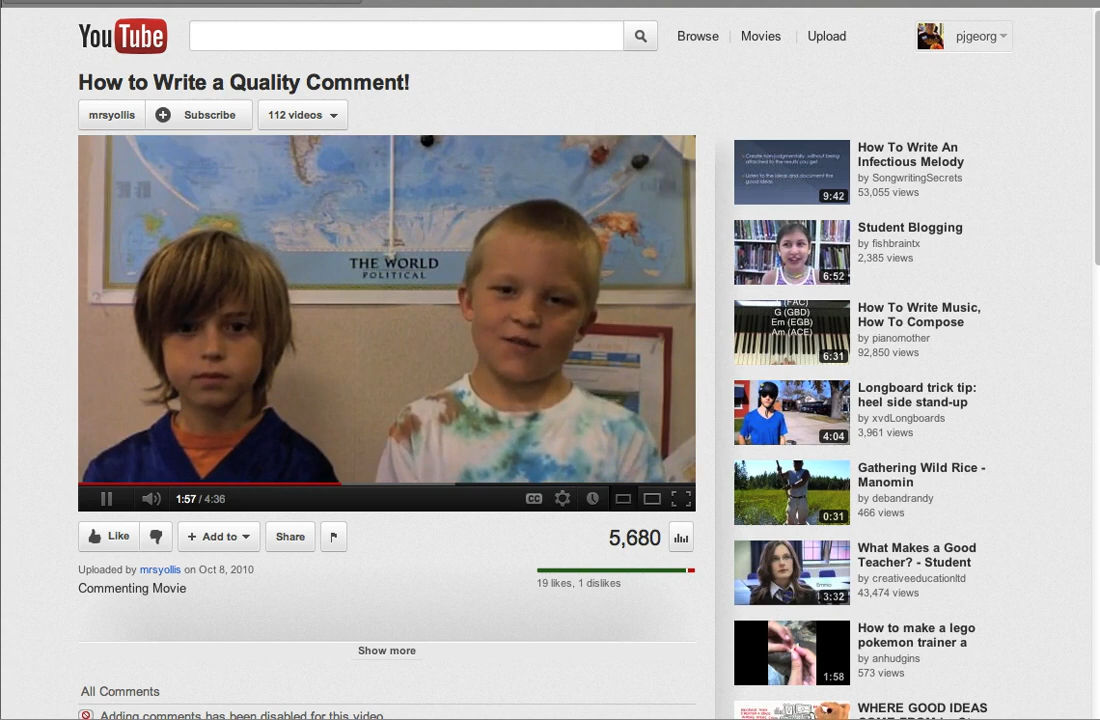 YouTube
Browse
Movies
Upload
pjgeorg
How to Write a Quality Comment!
mrsyollis
Subscribe
112 videos
THE WORLD
POLITICAL
1:57 / 4:36
CC
Like
Add to
Share
5,680
Uploaded by mrsyollis on Oct 8, 2010
19 likes, 1 dislikes
Commenting Movie
Show more
All Comments
Adding comments has been disabled for this video
9:42
How To Write An
Infectious Melody
by SongwritingSecrets
53,055 views
6:52
Student Blogging
by fishbraintx
2,385 views
(FAC)
G (GBD)
Em (EGB)
Am (ACE)
6:31
How To Write Music,
How To Compose
by pianomother
92,850 views
4:04
Longboard trick tip:
heel side stand-up
by xvdLongboards
3,961 views
0:31
Gathering Wild Rice -
Manomin
by debandrandy
466 views
3:32
What Makes a Good
Teacher? - Student
by creativeeducationltd
43,474 views
1:58
How to make a lego
pokemon trainer a
by anhudgins
573 views
WHERE GOOD IDEAS